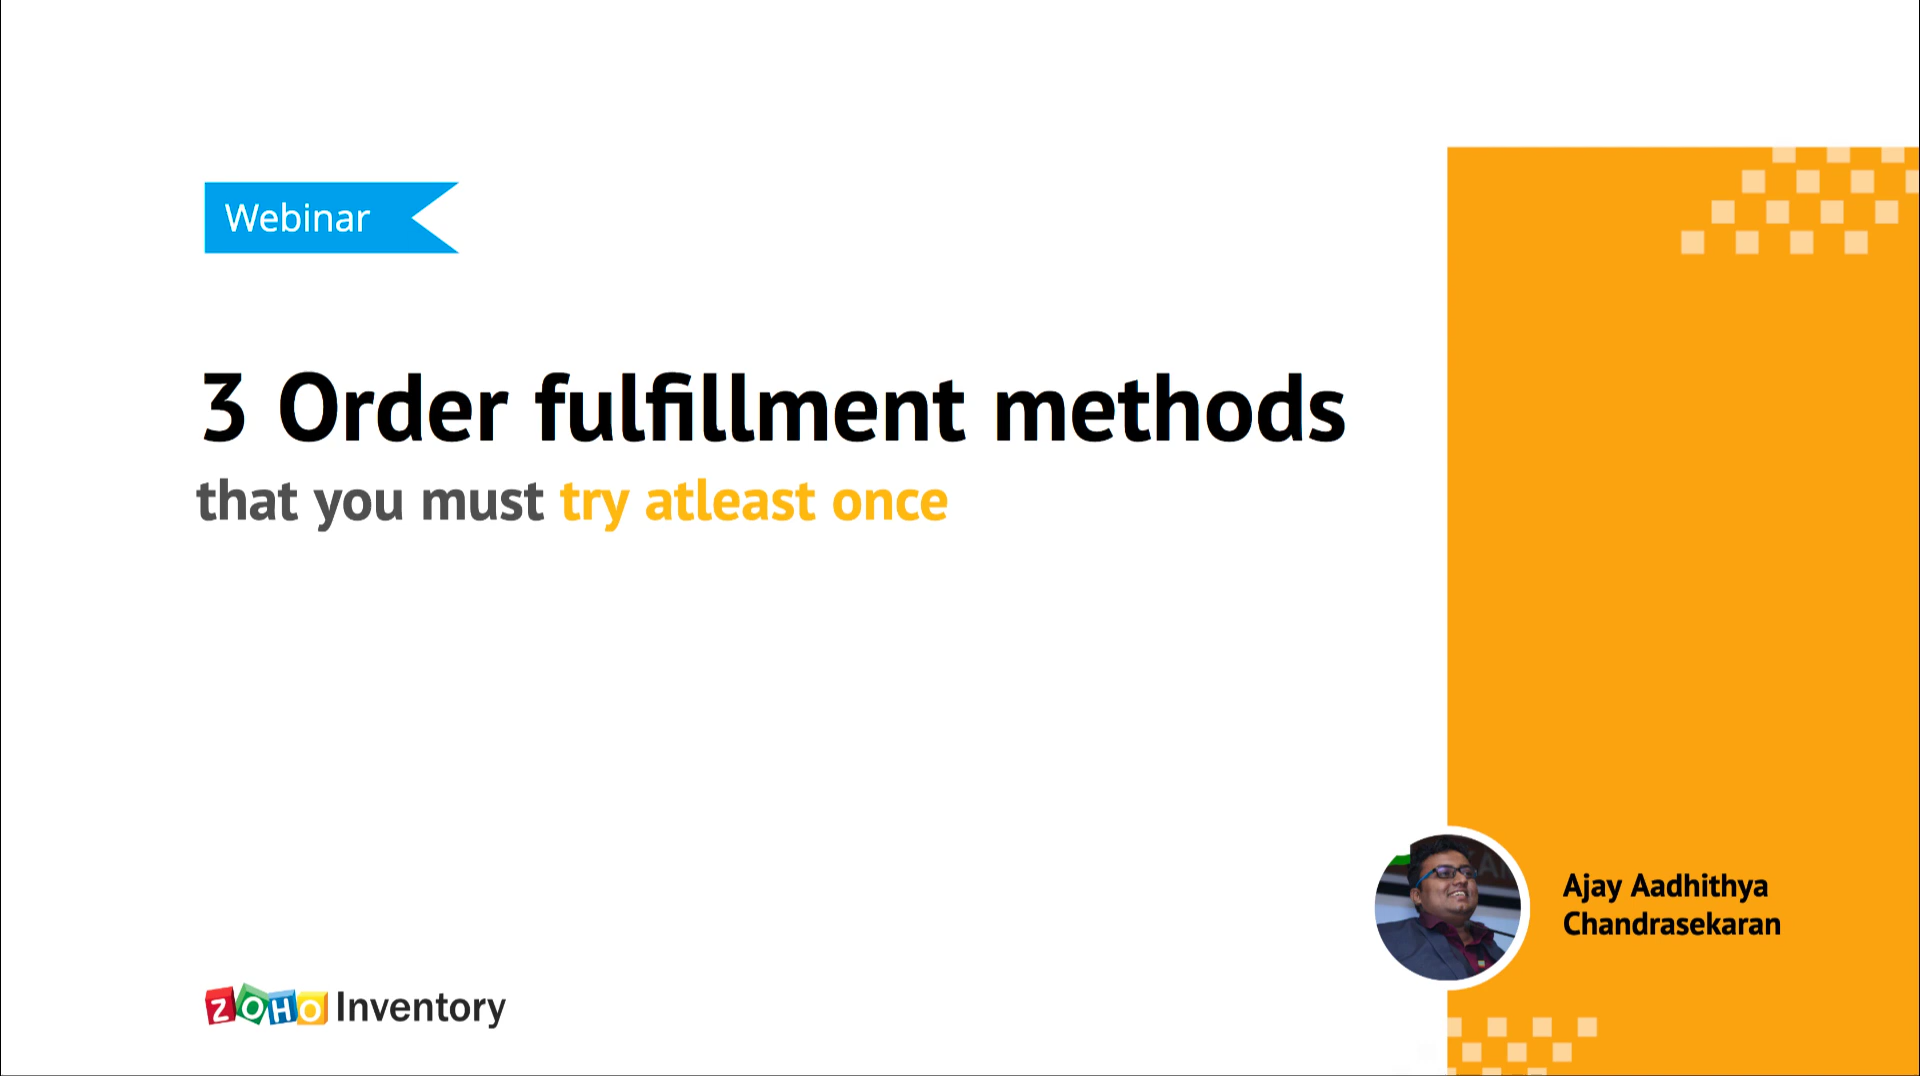 Webinar
3 Order fulfillment methods
that you must try atleast once
Ajay Aadhithya
Chandrasekaran
ZOHO Inventory